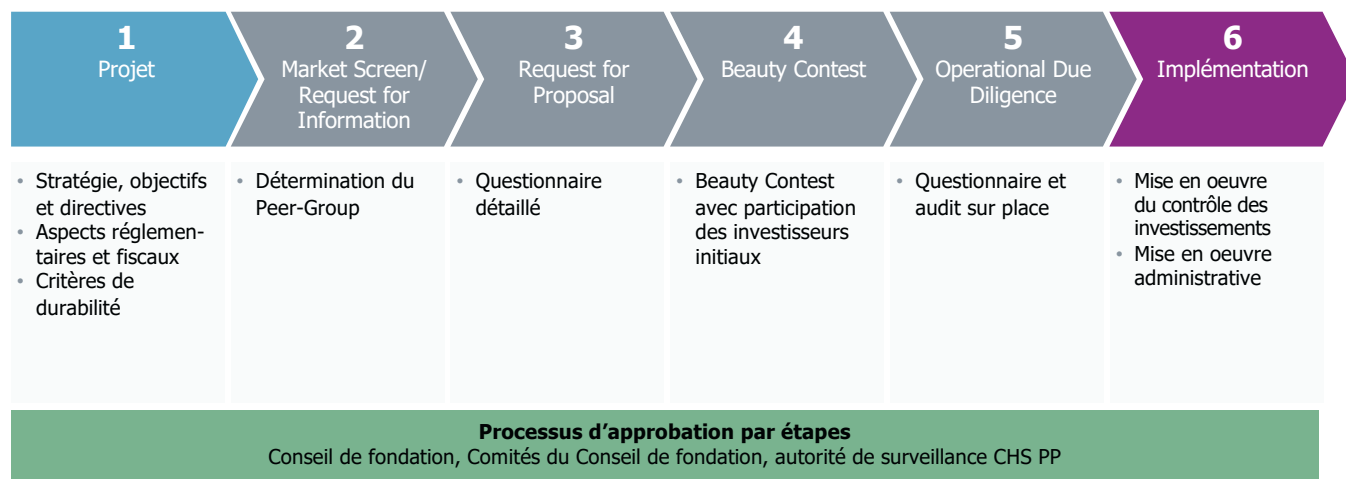 1
Projet
2
Market Screen/
Request for
Information
3
Request for
Proposal
4
Beauty Contest
5
Operational Due
Diligence
6
Implémentation
• Stratégie, objectifs
et directives
• Aspects réglemen-
taires et fiscaux
• Critères de
durabilité
• Détermination du
Peer-Group
• Questionnaire
détaillé
• Beauty Contest
avec participation
des investisseurs
initiaux
• Questionnaire et
audit sur place
• Mise en oeuvre
du contrôle des
investissements
• Mise en oeuvre
administrative
Processus d’approbation par étapes
Conseil de fondation, Comités du Conseil de fondation, autorité de surveillance CHS PP